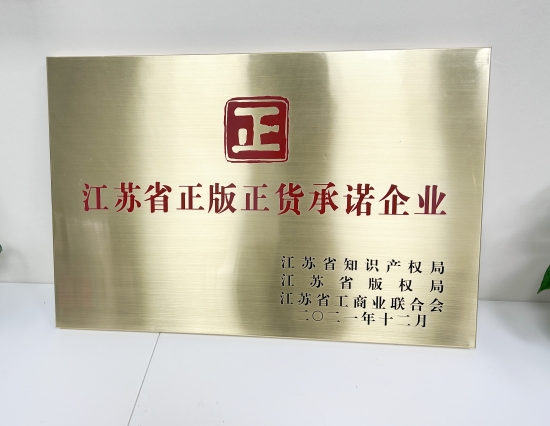 正
江苏省正版正货承诺企业
江苏省知识产权局
江苏省版权局
江苏省工商业联合会
二〇二一年十二月